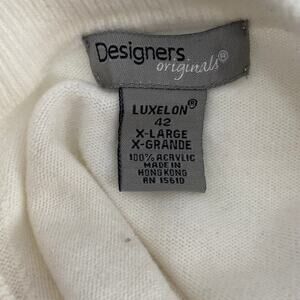 Designers
originals®
LUXELON®
42
X-LARGE
X-GRANDE
100% ACRYLIC
MADE IN
HONG KONG
RN 15610